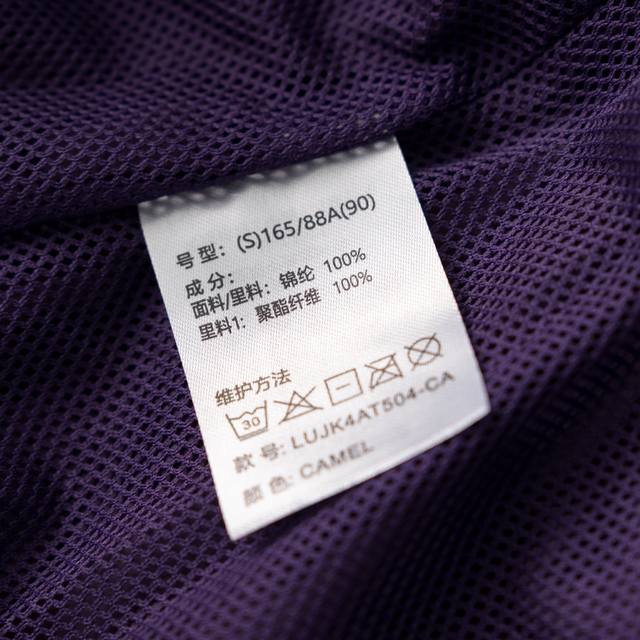 号 型: (S)165/88A(90)
成 分:
面料/里料: 锦纶 100%
里料1: 聚酯纤维 100%
维护方法
30
款 号: LUJK4AT504-CA
颜 色: CAMEL